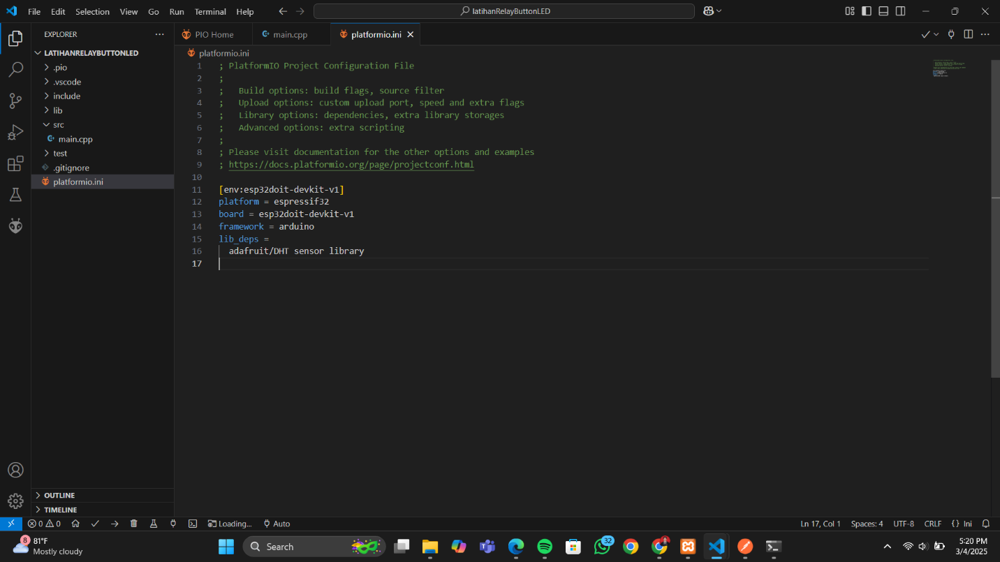 File Edit Selection View Go Run Terminal Help
latihanRelayButtonLED
EXPLORER
LATIHANRELAYBUTTONLED
.pio
.vscode
include
lib
src
main.cpp
test
.gitignore
platformio.ini
OUTLINE
TIMELINE
PIO Home main.cpp platformio.ini
platformio.ini
1 ; PlatformIO Project Configuration File
2 ;
3 ;   Build options: build flags, source filter
4 ;   Upload options: custom upload port, speed and extra flags
5 ;   Library options: dependencies, extra library storages
6 ;   Advanced options: extra scripting
7 ;
8 ; Please visit documentation for the other options and examples
9 ; https://docs.platformio.org/page/projectconf.html
10
11 [env:esp32doit-devkit-v1]
12 platform = espressif32
13 board = esp32doit-devkit-v1
14 framework = arduino
15 lib_deps =
16   adafruit/DHT sensor library
17
0 0 Loading... Auto Ln 17, Col 1 Spaces: 4 UTF-8 CRLF {} Ini
8 81°F
Mostly cloudy
Search
32
5:20 PM
3/4/2025